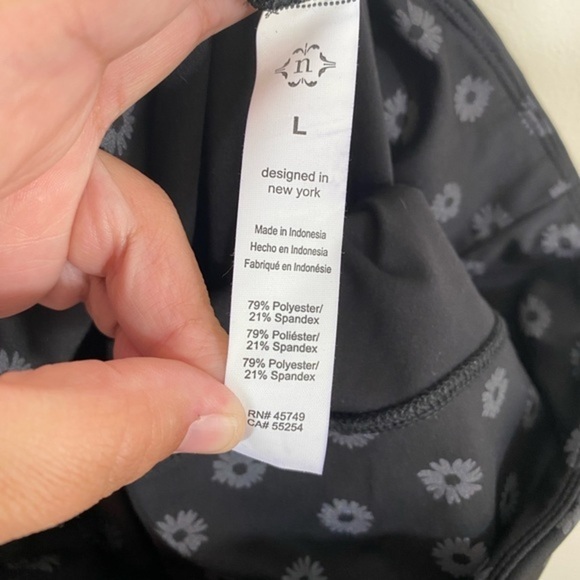 n
L
designed in
new york
Made in Indonesia
Hecho en Indonesia
Fabriqué en Indonésie
79% Polyester/
21% Spandex
79% Poliéster/
21% Spandex
79% Polyester/
21% Spandex
RN# 45749
CA# 55254